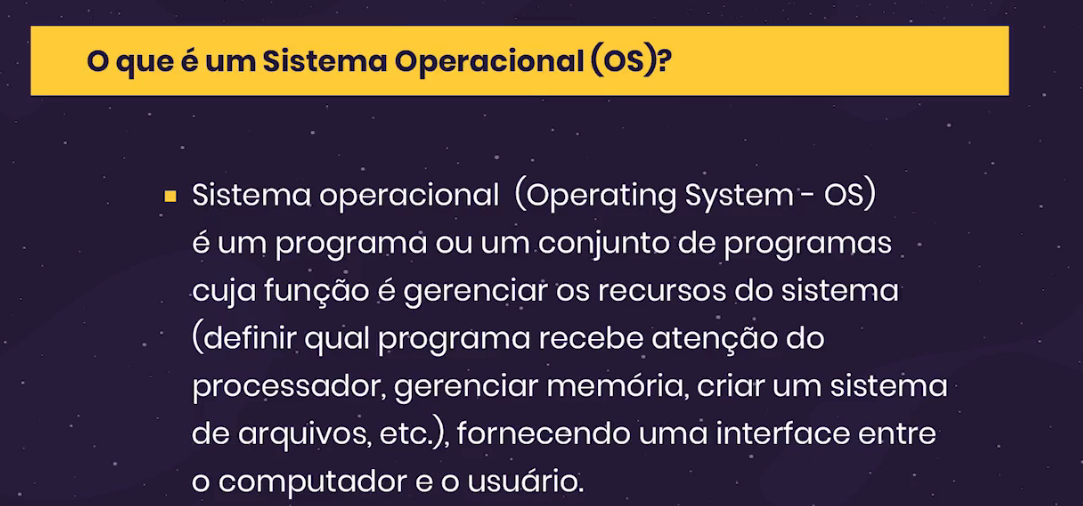 O que é um Sistema Operacional (OS)?
Sistema operacional (Operating System - OS)
é um programa ou um conjunto de programas
cuja função é gerenciar os recursos do sistema
(definir qual programa recebe atenção do
processador, gerenciar memória, criar um sistema
de arquivos, etc.), fornecendo uma interface entre
o computador e o usuário.